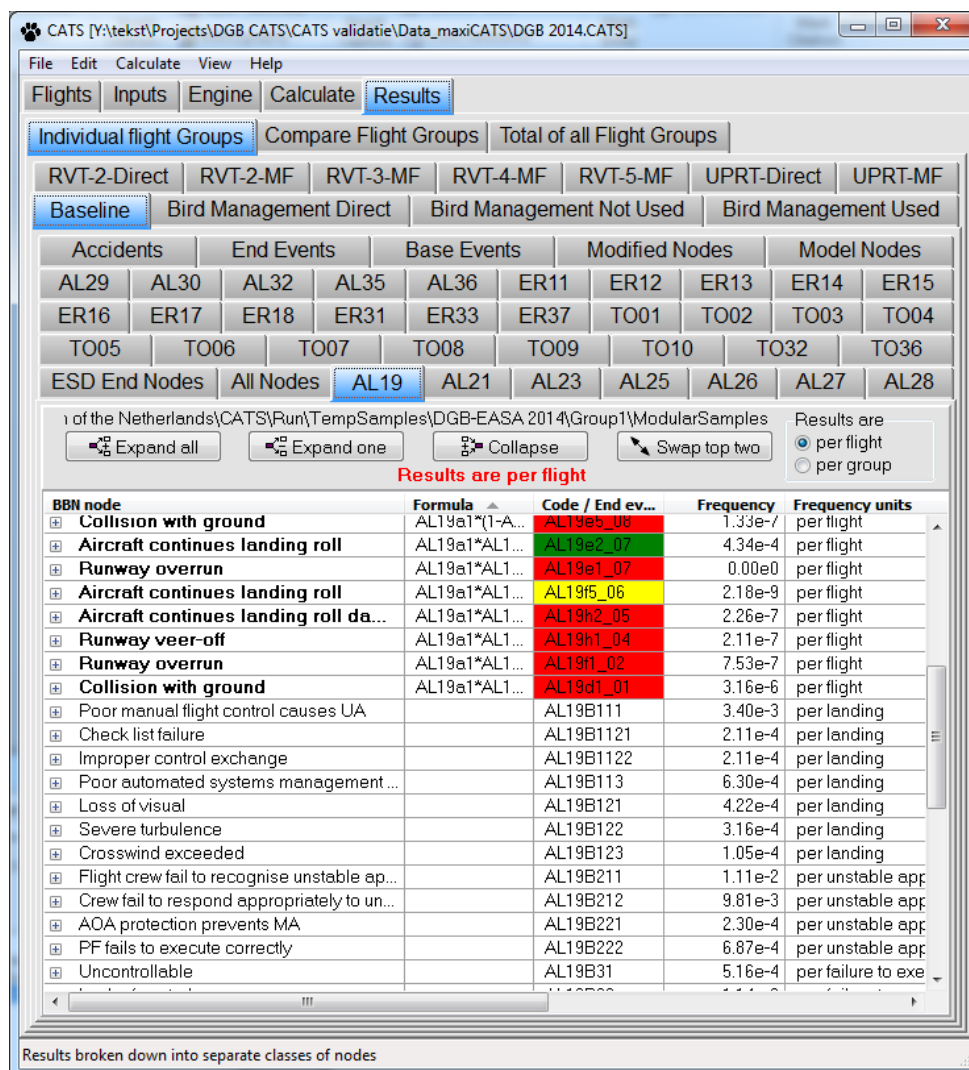 CATS [Y:\tekst\Projects\DGB CATS\CATS validatie\Data_maxiCATS\DGB 2014.CATS]
File Edit Calculate View Help
Flights Inputs Engine Calculate Results
Individual flight Groups Compare Flight Groups Total of all Flight Groups
RVT-2-Direct RVT-2-MF RVT-3-MF RVT-4-MF RVT-5-MF UPRT-Direct UPRT-MF
Baseline Bird Management Direct Bird Management Not Used Bird Management Used
Accidents End Events Base Events Modified Nodes Model Nodes
AL29 AL30 AL32 AL35 AL36 ER11 ER12 ER13 ER14 ER15
ER16 ER17 ER18 ER31 ER33 ER37 TO01 TO02 TO03 TO04
TO05 TO06 TO07 TO08 TO09 TO10 TO32 TO36
ESD End Nodes All Nodes AL19 AL21 AL23 AL25 AL26 AL27 AL28
of the Netherlands\CATS\Run\TempSamples\DGB-EASA 2014\Group1\ModularSamples Results are
Expand all Expand one Collapse Swap top two per flight
per group
Results are per flight
BBN node Formula Code / End ev... Frequency Frequency units
Collision with ground AL19a1*(1-A... AL19e5_08 1.33e-7 per flight
Aircraft continues landing roll AL19a1*AL1... AL19e2_07 4.34e-4 per flight
Runway overrun AL19a1*AL1... AL19e1_07 0.00e0 per flight
Aircraft continues landing roll AL19a1*AL1... AL19f5_06 2.18e-9 per flight
Aircraft continues landing roll da... AL19a1*AL1... AL19h2_05 2.26e-7 per flight
Runway veer-off AL19a1*AL1... AL19h1_04 2.11e-7 per flight
Runway overrun AL19a1*AL1... AL19f1_02 7.53e-7 per flight
Collision with ground AL19a1*AL1... AL19d1_01 3.16e-6 per flight
Poor manual flight control causes UA AL19B111 3.40e-3 per landing
Check list failure AL19B1121 2.11e-4 per landing
Improper control exchange AL19B1122 2.11e-4 per landing
Poor automated systems management ... AL19B113 6.30e-4 per landing
Loss of visual AL19B121 4.22e-4 per landing
Severe turbulence AL19B122 3.16e-4 per landing
Crosswind exceeded AL19B123 1.05e-4 per landing
Flight crew fail to recognise unstable ap... AL19B211 1.11e-2 per unstable app
Crew fail to respond appropriately to un... AL19B212 9.81e-3 per unstable app
AOA protection prevents MA AL19B221 2.30e-4 per unstable app
PF fails to execute correctly AL19B222 6.87e-4 per unstable app
Uncontrollable AL19B31 5.16e-4 per failure to exe
Results broken down into separate classes of nodes